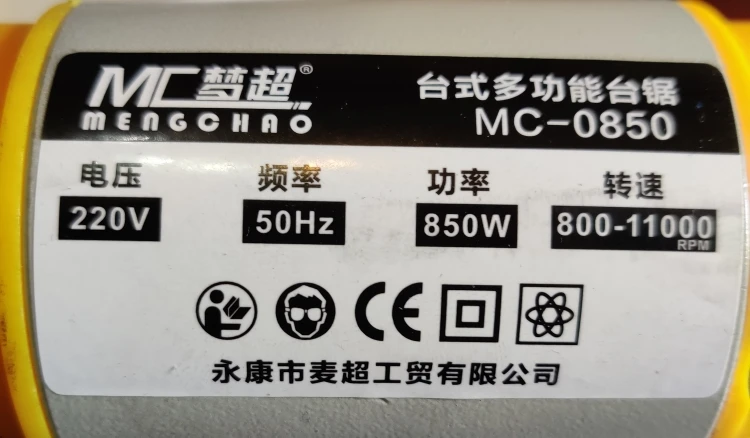 MC梦超®
MENGCHAO
台式多功能台锯
MC-0850
电压 频率 功率 转速
220V 50Hz 850W 800-11000 RPM
CE
永康市麦超工贸有限公司